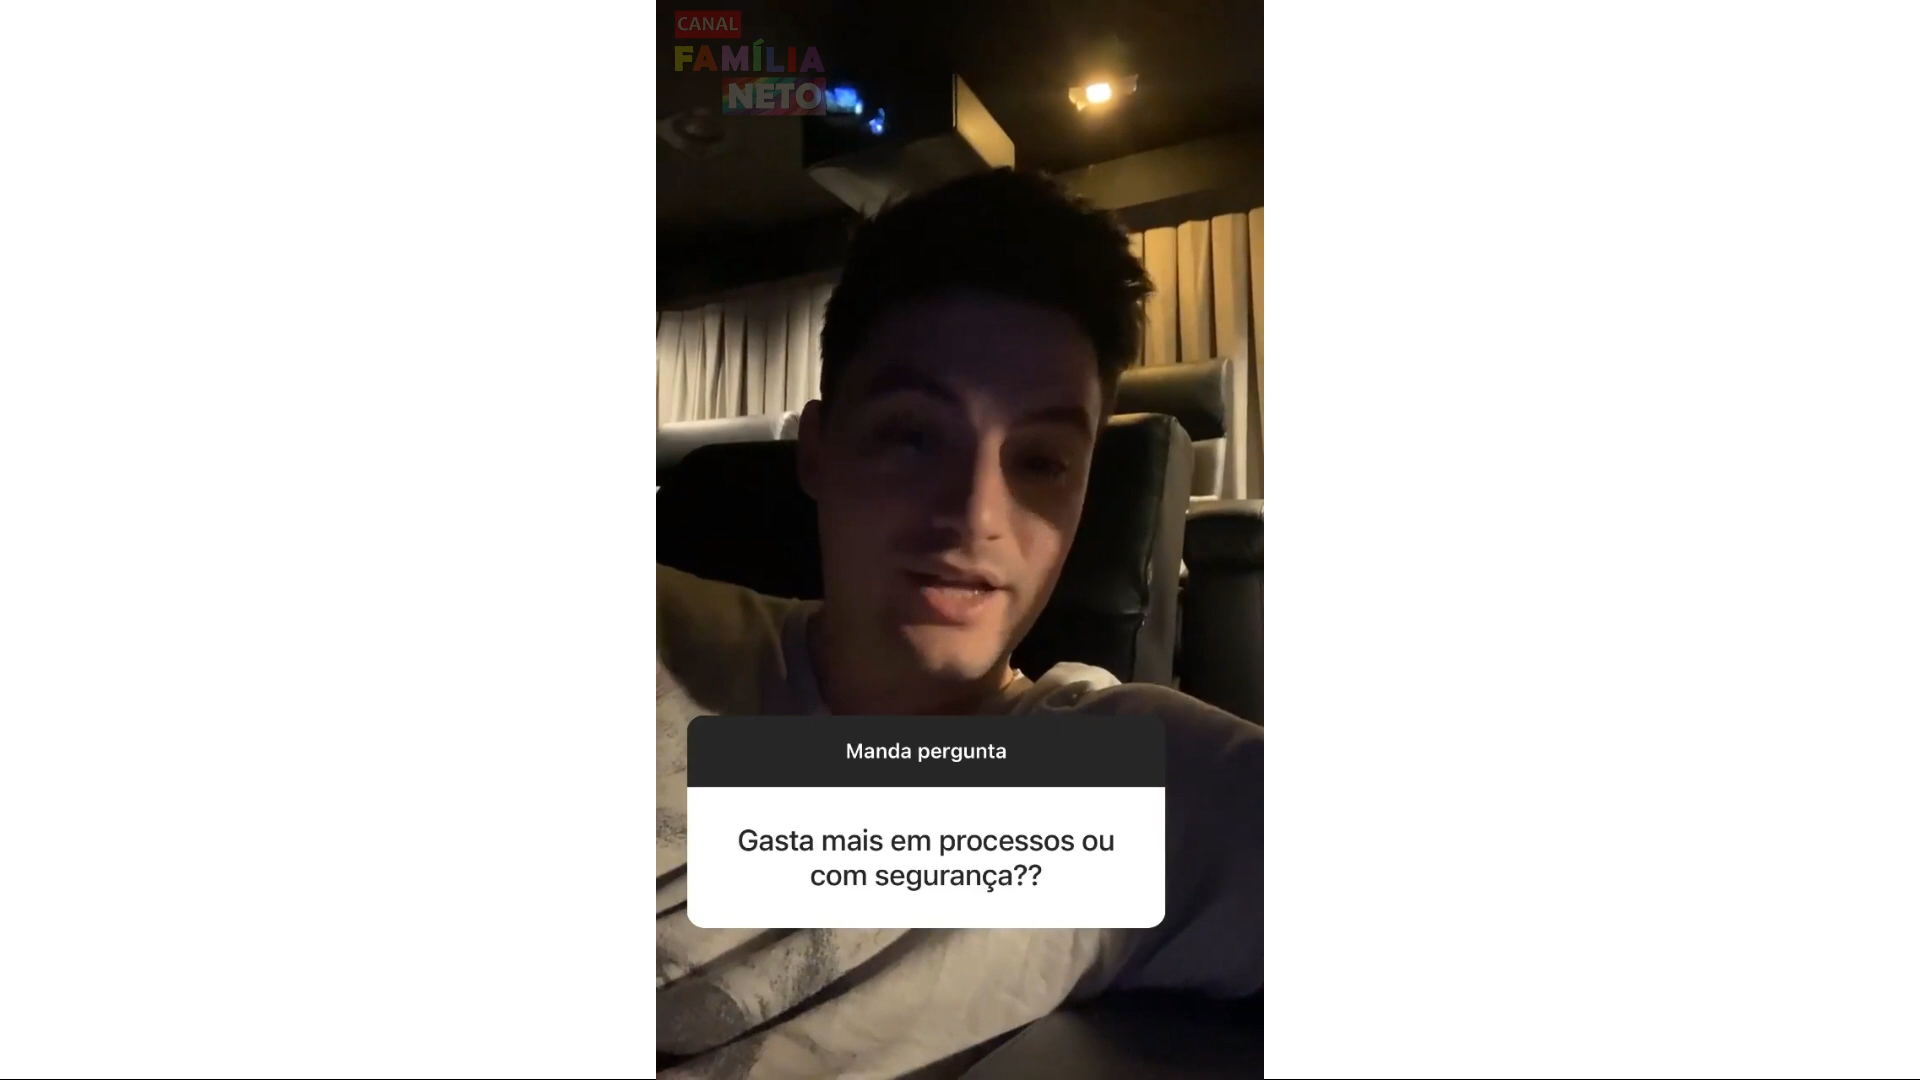 CANAL
FAMÍLIA
NETO
Manda pergunta
Gasta mais em processos ou
com segurança??